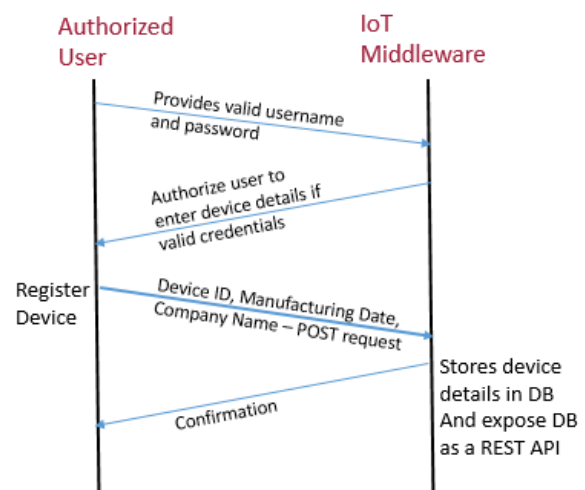 Authorized
User
IoT
Middleware
Provides valid username
and password
Authorize user to
enter device details if
valid credentials
Register
Device
Device ID, Manufacturing Date,
Company Name – POST request
Stores device
details in DB
And expose DB
as a REST API
Confirmation